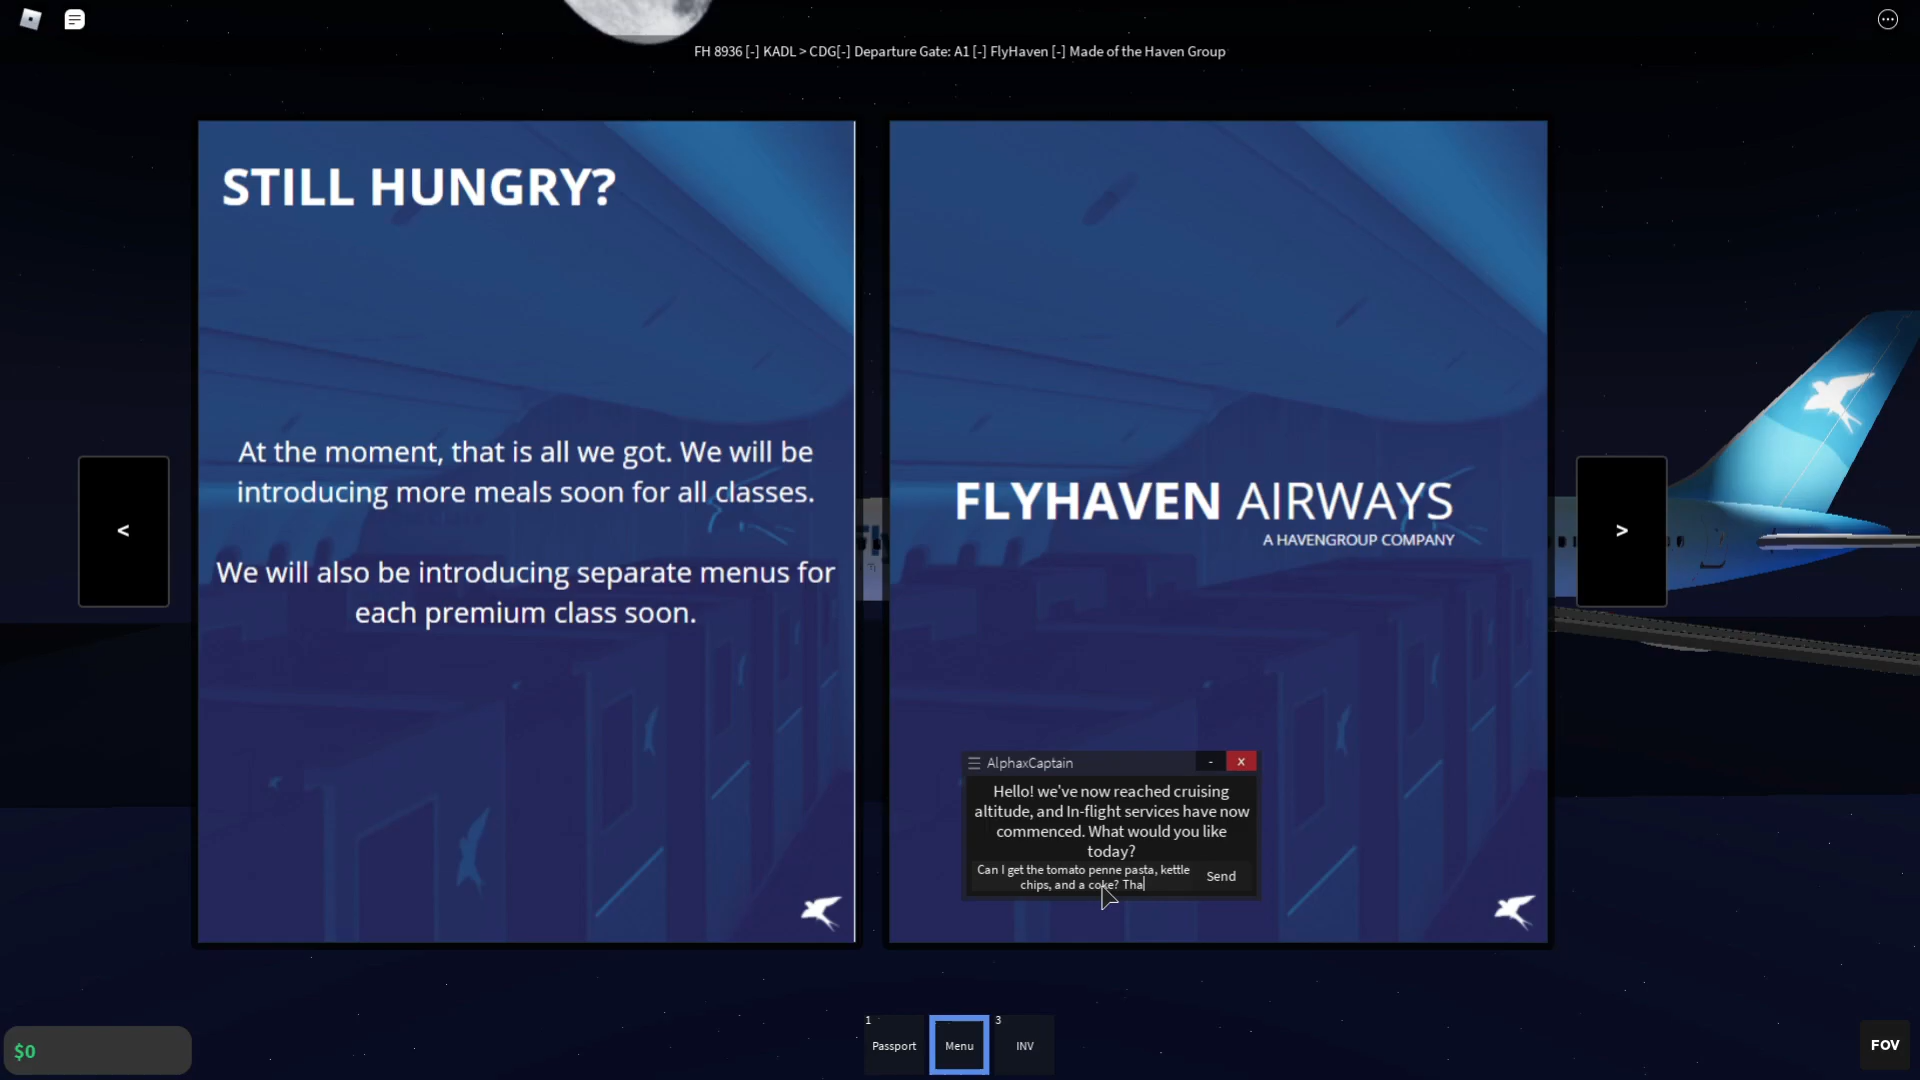 FH 8936 [-] KADL > CDG[-] Departure Gate: A1 [-] FlyHaven [-] Made of the Haven Group
STILL HUNGRY?
At the moment, that is all we got. We will be
introducing more meals soon for all classes.
We will also be introducing separate menus for
each premium class soon.
FLYHAVEN AIRWAYS
A HAVENGROUP COMPANY
<
>
AlphaxCaptain
-
X
Hello! we've now reached cruising
altitude, and In-flight services have now
commenced. What would you like
today?
Can I get the tomato penne pasta, kettle
chips, and a coke? Tha
Send
$0
1
Passport
Menu
3
INV
FOV